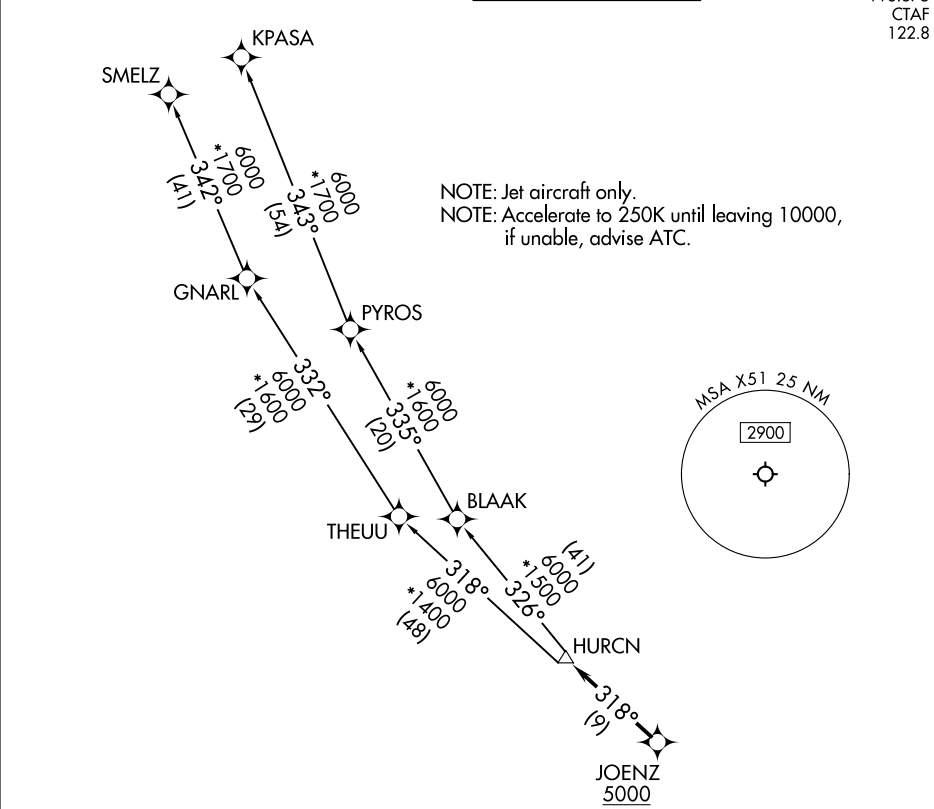 CTAF
122.8
KPASA
SMELZ
6000
*1700
342°
(41)
6000
*1700
343°
(54)
NOTE: Jet aircraft only.
NOTE: Accelerate to 250K until leaving 10000,
if unable, advise ATC.
GNARL
PYROS
332°
6000
*1600
(29)
6000
*1600
335°
(20)
MSA X51 25 NM
2900
THEUU
BLAAK
318°
6000
*1400
(48)
(41)
6000
*1500
326°
HURCN
318°
(9)
JOENZ
5000